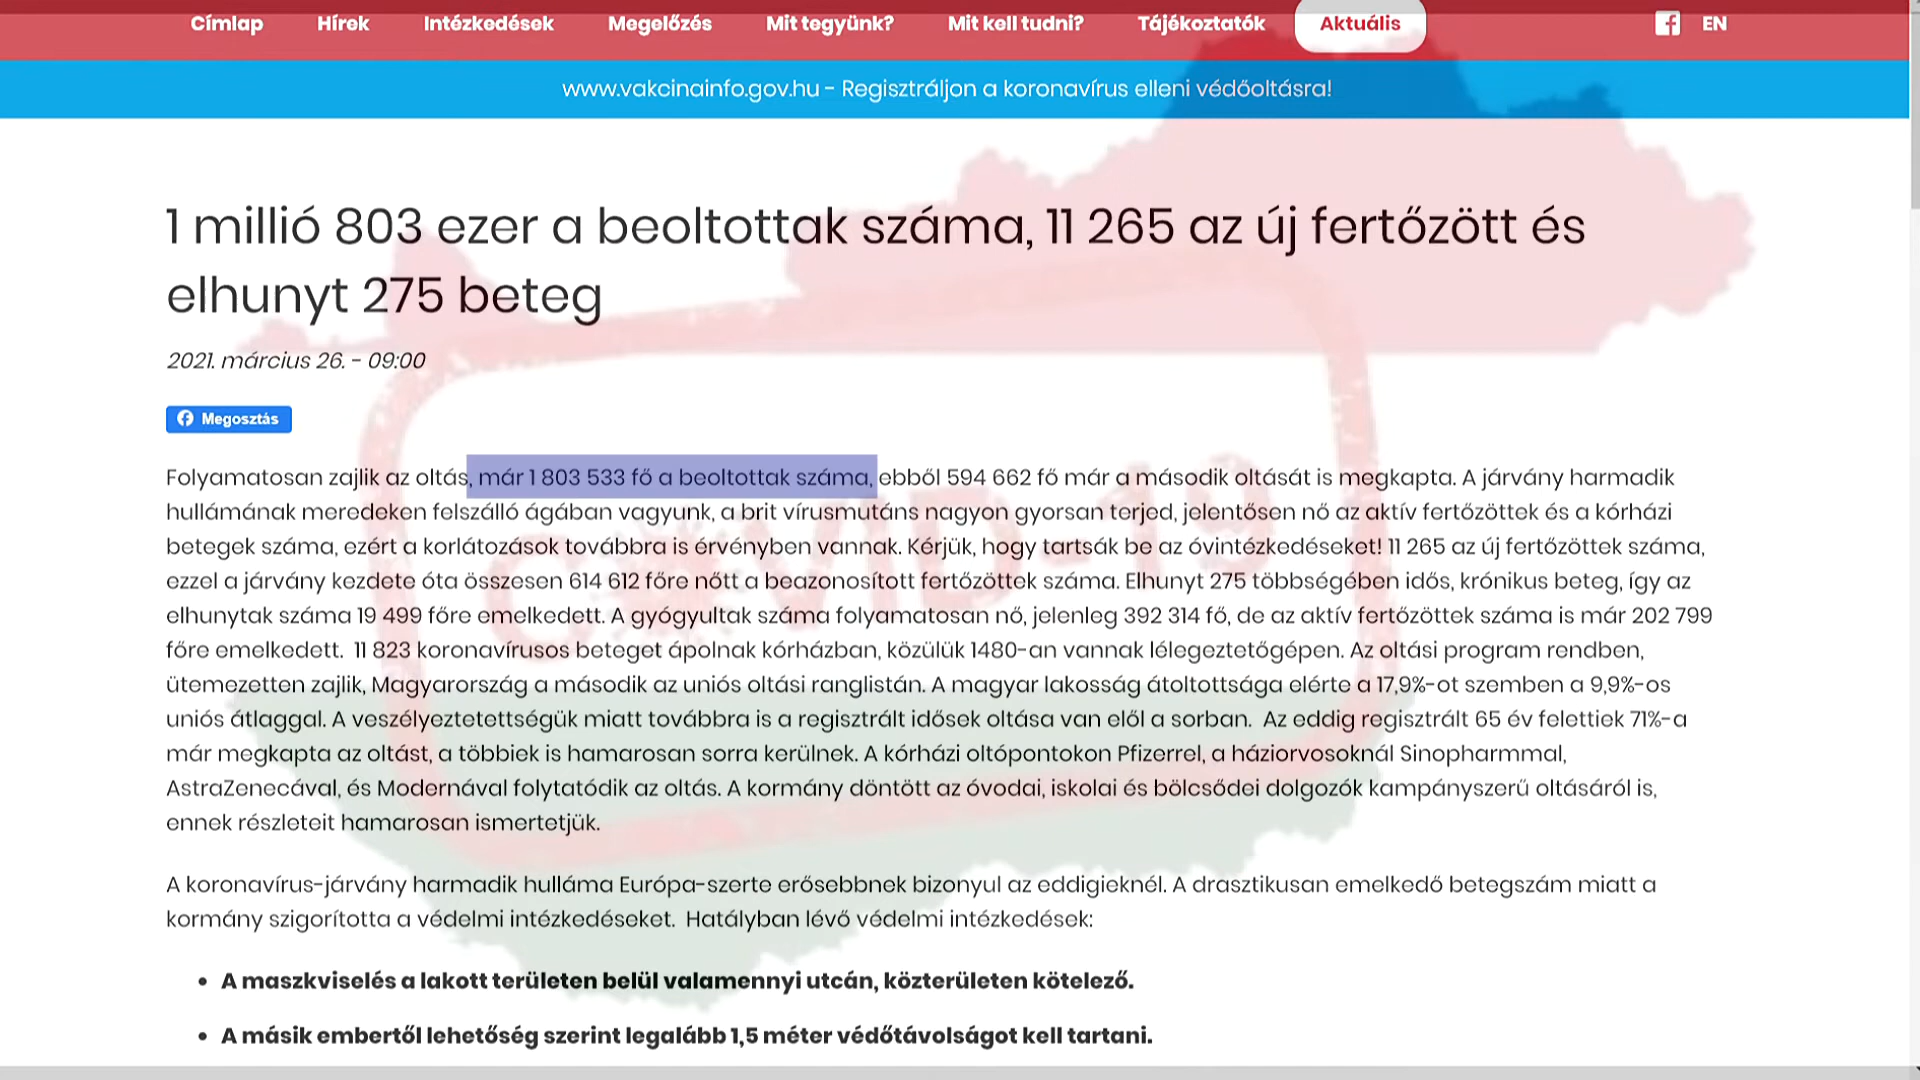 Címlap Hírek Intézkedések Megelőzés Mit tegyünk? Mit kell tudni? Tájékoztatók Aktuális EN
www.vakcinainfo.gov.hu - Regisztráljon a koronavírus elleni védőoltásra!
1 millió 803 ezer a beoltottak száma, 11 265 az új fertőzött és
elhunyt 275 beteg
2021. március 26. - 09:00
Megosztás
Folyamatosan zajlik az oltás, már 1 803 533 fő a beoltottak száma, ebből 594 662 fő már a második oltását is megkapta. A járvány harmadik
hullámának meredeken felszálló ágában vagyunk, a brit vírusmutáns nagyon gyorsan terjed, jelentősen nő az aktív fertőzöttek és a kórházi
betegek száma, ezért a korlátozások továbbra is érvényben vannak. Kérjük, hogy tartsák be az óvintézkedéseket! 11 265 az új fertőzöttek száma,
ezzel a járvány kezdete óta összesen 614 612 főre nőtt a beazonosított fertőzöttek száma. Elhunyt 275 többségében idős, krónikus beteg, így az
elhunytak száma 19 499 főre emelkedett. A gyógyultak száma folyamatosan nő, jelenleg 392 314 fő, de az aktív fertőzöttek száma is már 202 799
főre emelkedett. 11 823 koronavírusos beteget ápolnak kórházban, közülük 1480-an vannak lélegeztetőgépen. Az oltási program rendben,
ütemezetten zajlik, Magyarország a második az uniós oltási ranglistán. A magyar lakosság átoltottsága elérte a 17,9%-ot szemben a 9,9%-os
uniós átlaggal. A veszélyeztetettségük miatt továbbra is a regisztrált idősek oltása van elől a sorban. Az eddig regisztrált 65 év felettiek 71%-a
már megkapta az oltást, a többiek is hamarosan sorra kerülnek. A kórházi oltópontokon Pfizerrel, a háziorvosoknál Sinopharmmal,
AstraZenecával, és Modernával folytatódik az oltás. A kormány döntött az óvodai, iskolai és bölcsődei dolgozók kampányszerű oltásáról is,
ennek részleteit hamarosan ismertetjük.
A koronavírus-járvány harmadik hulláma Európa-szerte erősebbnek bizonyul az eddigieknél. A drasztikusan emelkedő betegszám miatt a
kormány szigorította a védelmi intézkedéseket. Hatályban lévő védelmi intézkedések:
• A maszkviselés a lakott területen belül valamennyi utcán, közterületen kötelező.
• A másik embertől lehetőség szerint legalább 1,5 méter védőtávolságot kell tartani.
COVID-19